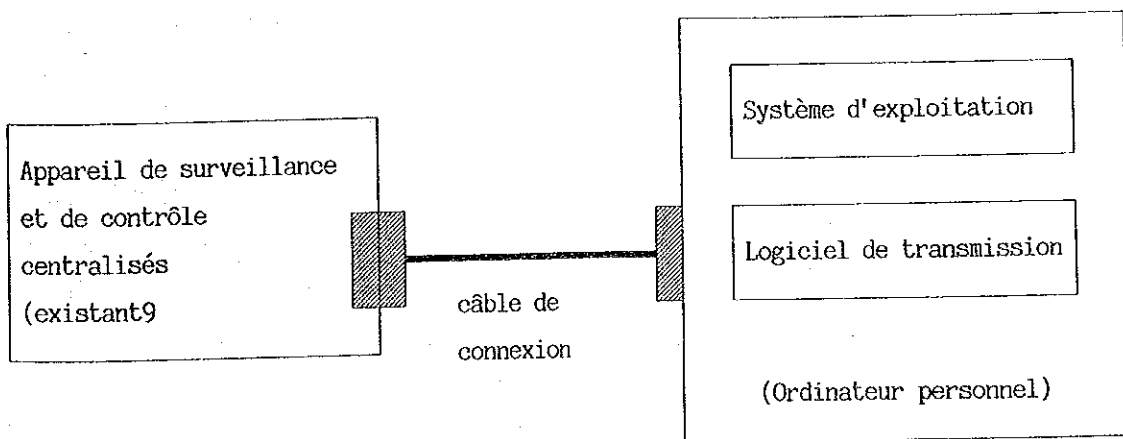 Appareil de surveillance
et de contrôle
centralisés
(existant9
câble de
connexion
Système d'exploitation
Logiciel de transmission
(Ordinateur personnel)